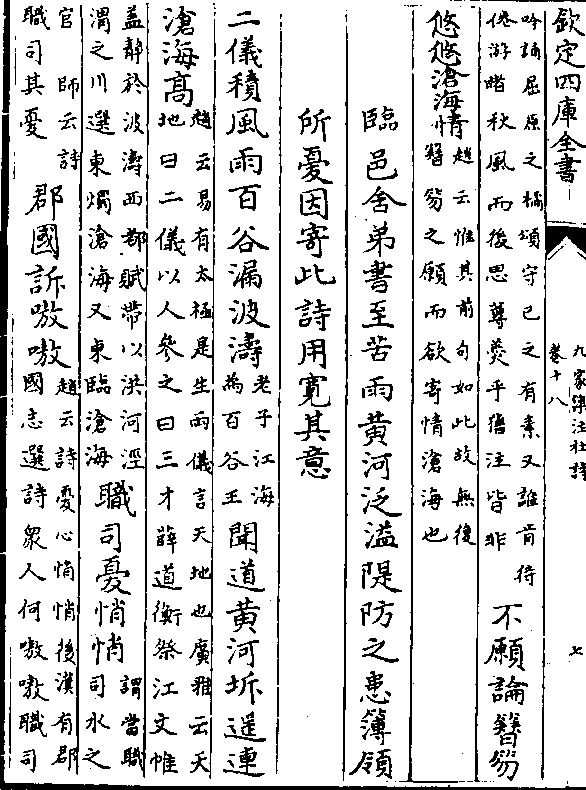 欽定四庫全書
九家集注杜詩
卷十八
七
吟誦屈原之橘頌守己之有素又誰肯待
倦游睹秋風而後思蓴羮乎舊注皆非
不願論簮笏
悠悠滄海情
趙云惟其前句如此故無後
簪笏之願而欲寄情滄海也
臨邑舍弟書至苦雨黄河泛溢隄防之患簿領
所憂因寄此詩用寛其意
二儀積風雨百谷漏波濤
老子江海
為百谷王
聞道黄河坼遥連
滄海高
趙云易有太極是生兩儀言天地也廣雅云天
地曰二儀以人參之曰三才薛道衡祭江文帷
蓋靜於波濤西都賦帶以洪河涇
渭之川選東燭滄海又東臨滄海
職司憂悄悄
謂當職
司水之
官師云詩
職司其憂
郡國訴嗷嗷
趙云詩憂心悄悄後漢有郡
國志選詩衆人何嗷嗷職司